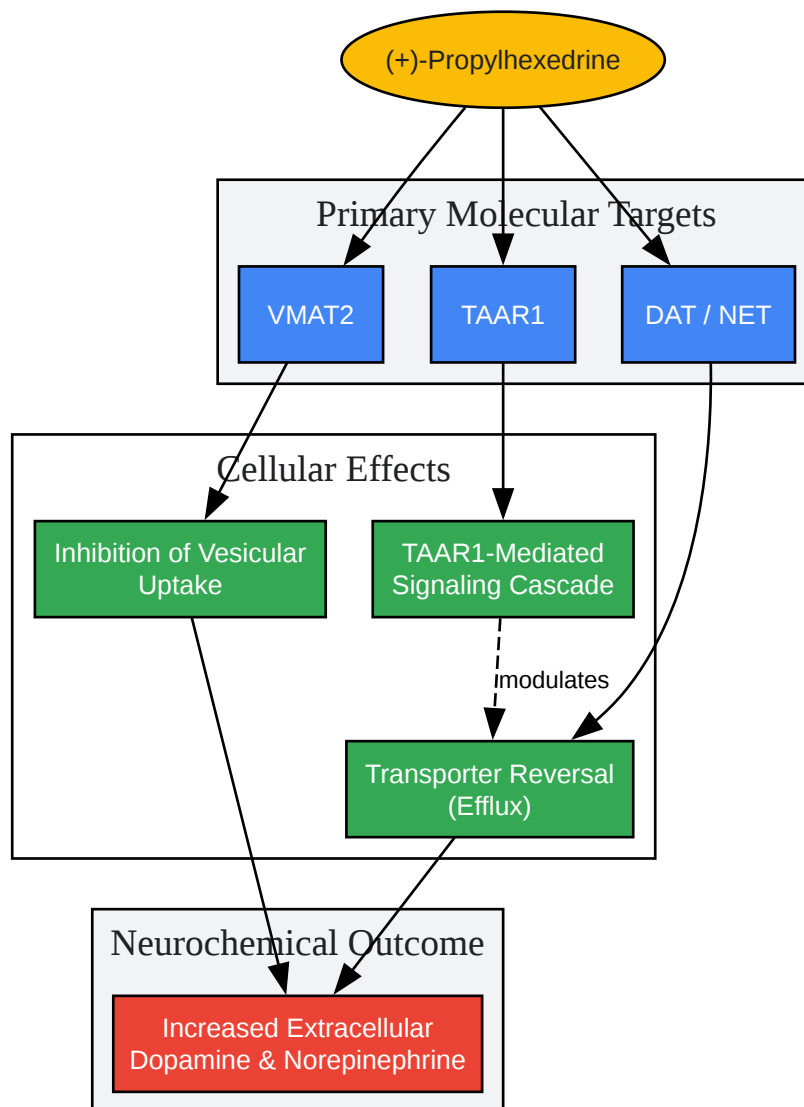 (+)-Propylhexedrine
Primary Molecular Targets
VMAT2
TAAR1
DAT / NET
Cellular Effects
Inhibition of Vesicular
Uptake
TAAR1-Mediated
Signaling Cascade
modulates
Transporter Reversal
(Efflux)
Neurochemical Outcome
Increased Extracellular
Dopamine & Norepinephrine